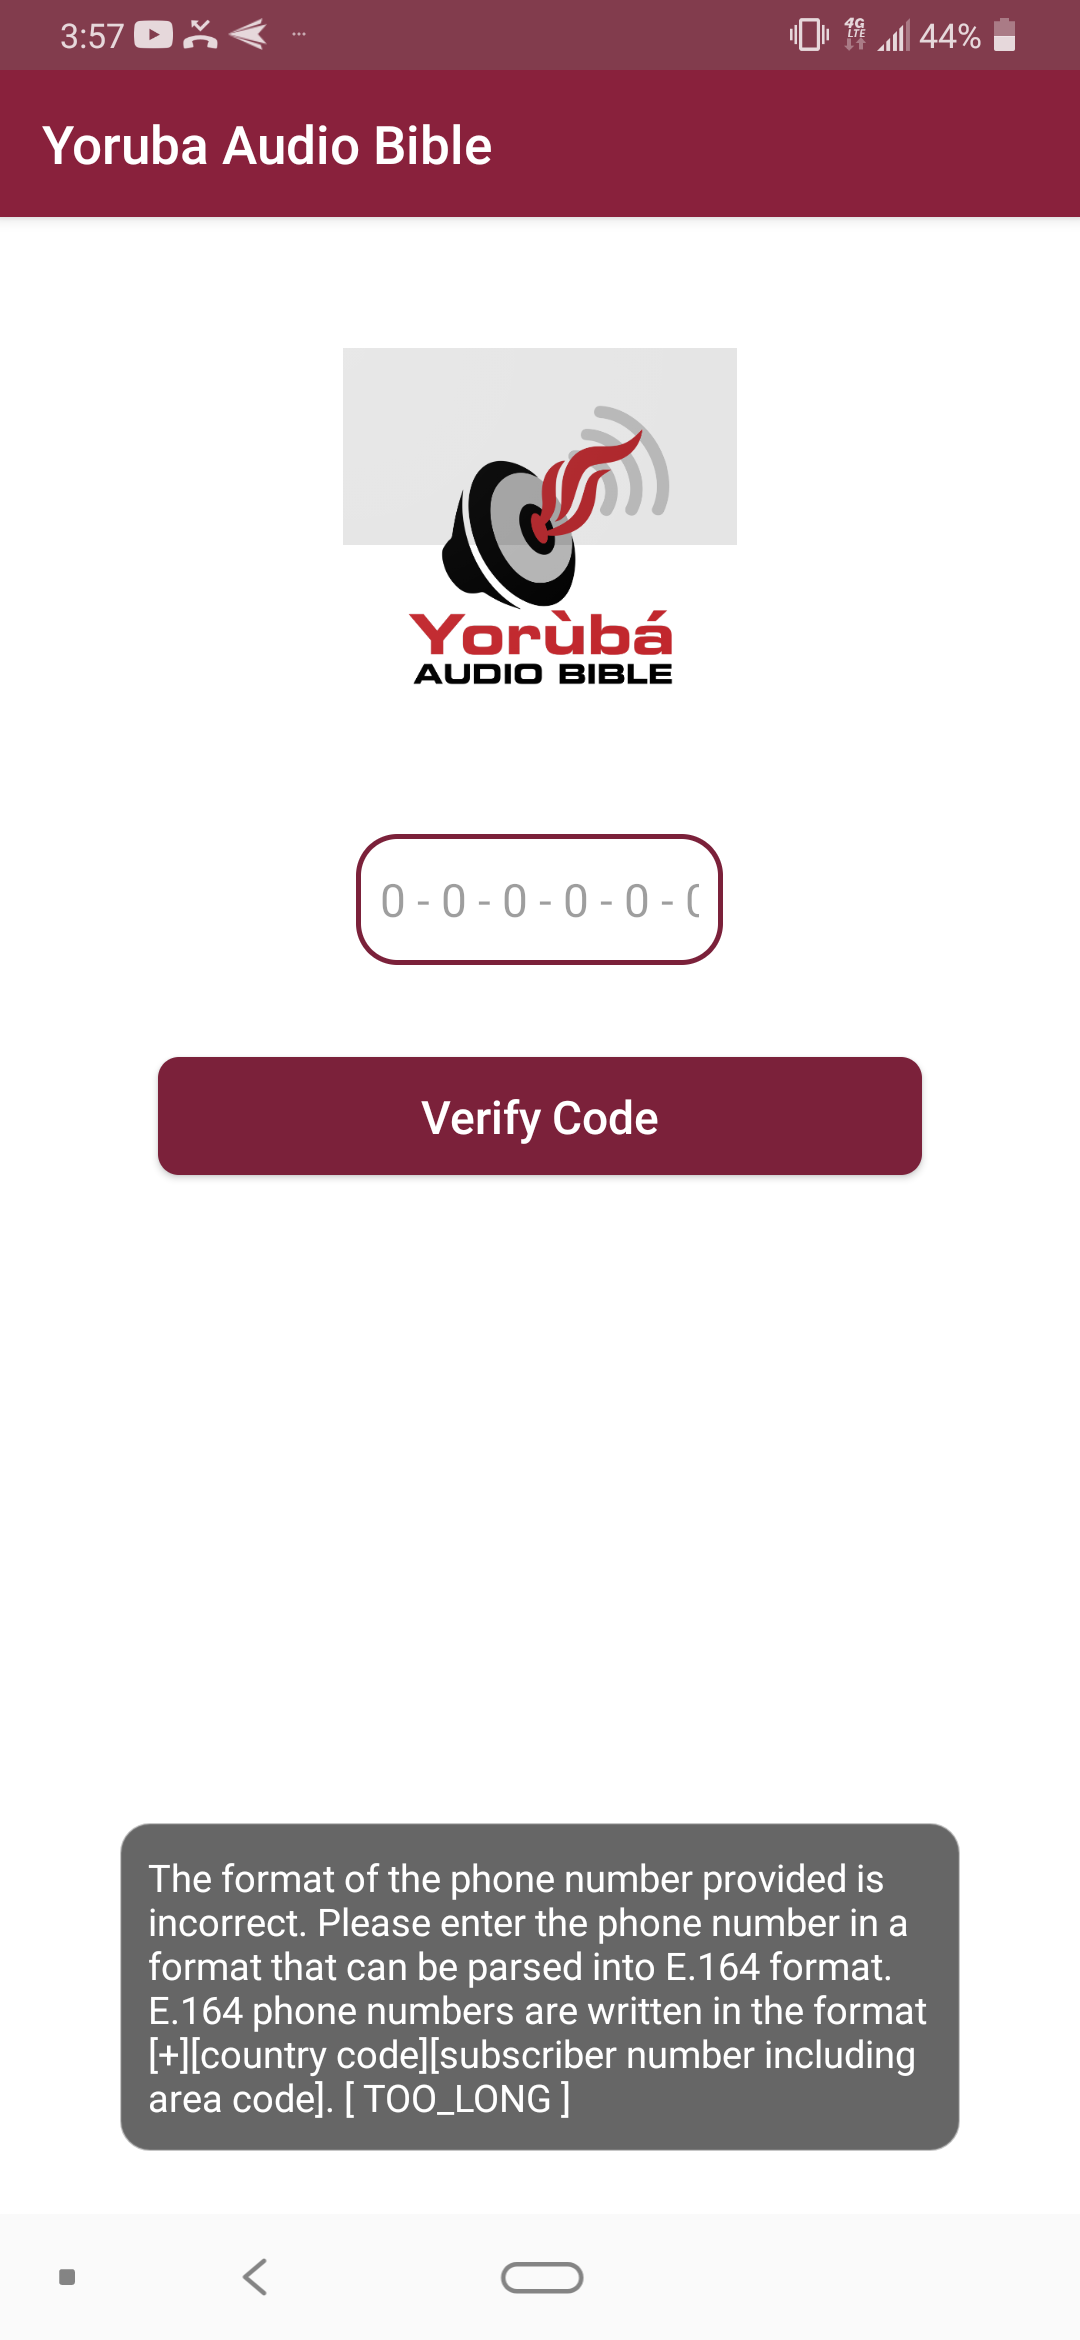 3:57
4G
LTE
44%
Yoruba Audio Bible
Yorùbá
AUDIO BIBLE
0 - 0 - 0 - 0 - 0 - 0
Verify Code
The format of the phone number provided is
incorrect. Please enter the phone number in a
format that can be parsed into E.164 format.
E.164 phone numbers are written in the format
[+][country code][subscriber number including
area code]. [ TOO_LONG ]